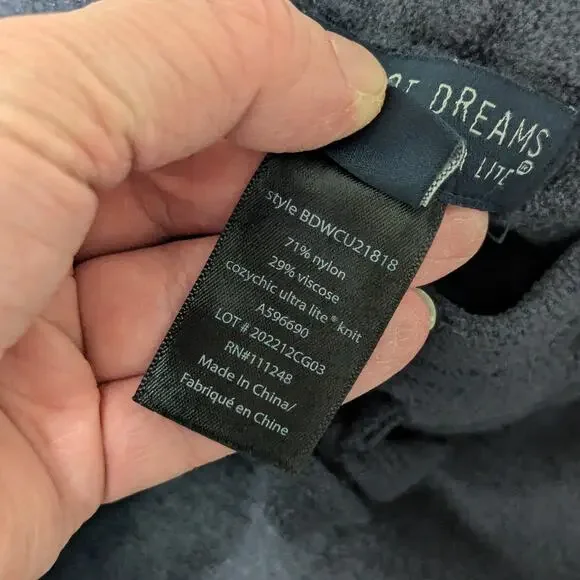 DREAMS
LITE®
style BDWCU21818
71% nylon
29% viscose
cozychic ultra lite® knit
A596690
LOT # 202212CG03
RN#111248
Made In China/
Fabriqué en Chine